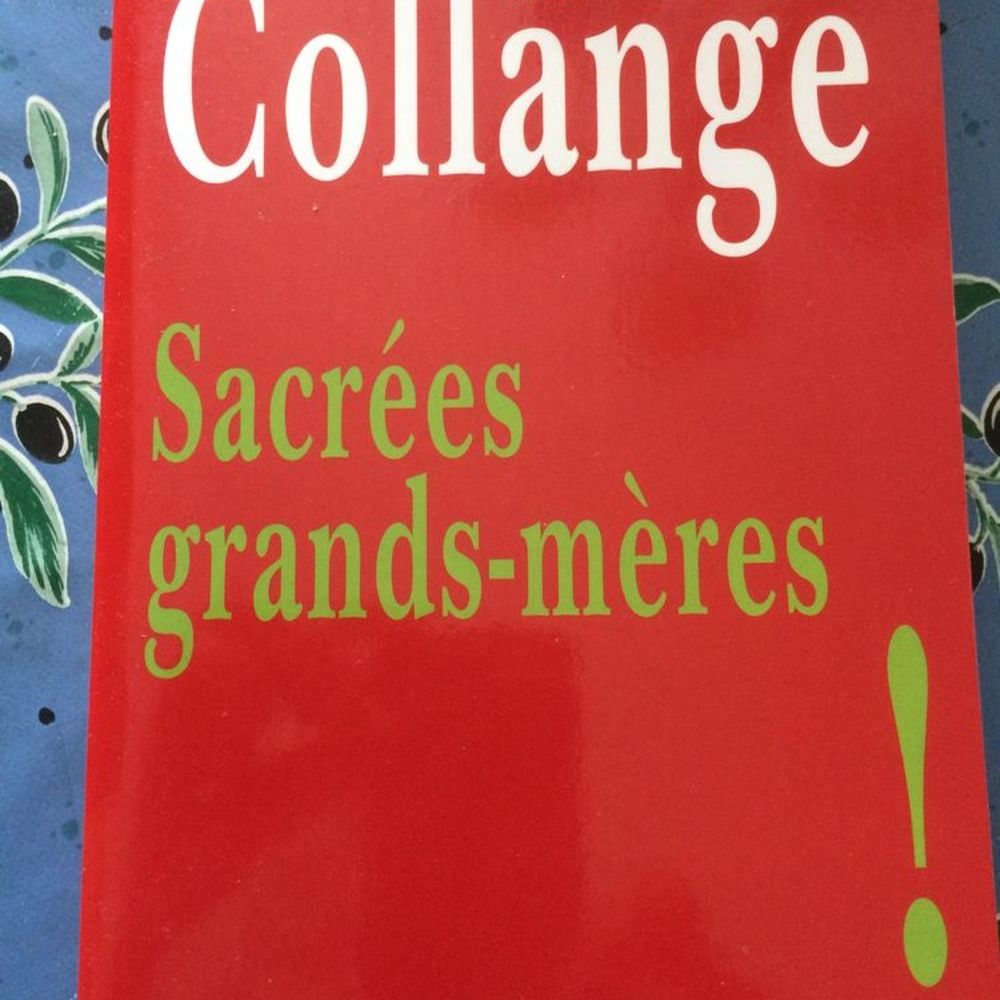 Collange
Sacrées
grands-mères
!